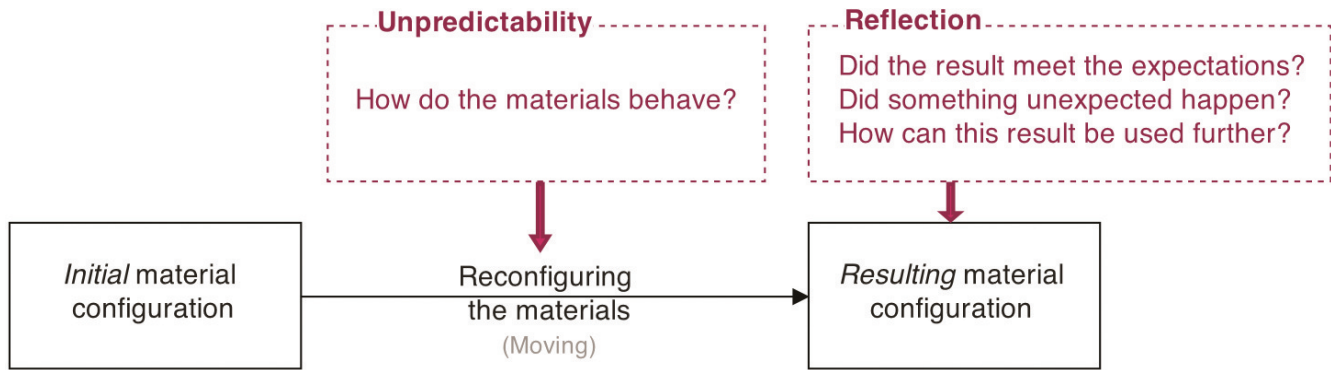 Unpredictability
How do the materials behave?
Reflection
Did the result meet the expectations?
Did something unexpected happen?
How can this result be used further?
Initial material
configuration
Reconfiguring
the materials
(Moving)
Resulting material
configuration